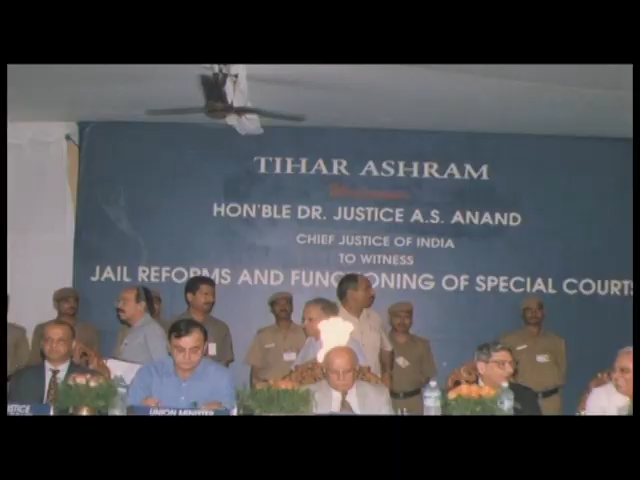 TIHAR ASHRAM
HON'BLE DR. JUSTICE A.S. ANAND
CHIEF JUSTICE OF INDIA
TO WITNESS
JAIL REFORMS AND FUNCTIONING OF SPECIAL COURTS
JUSTICE
UNION MINISTER